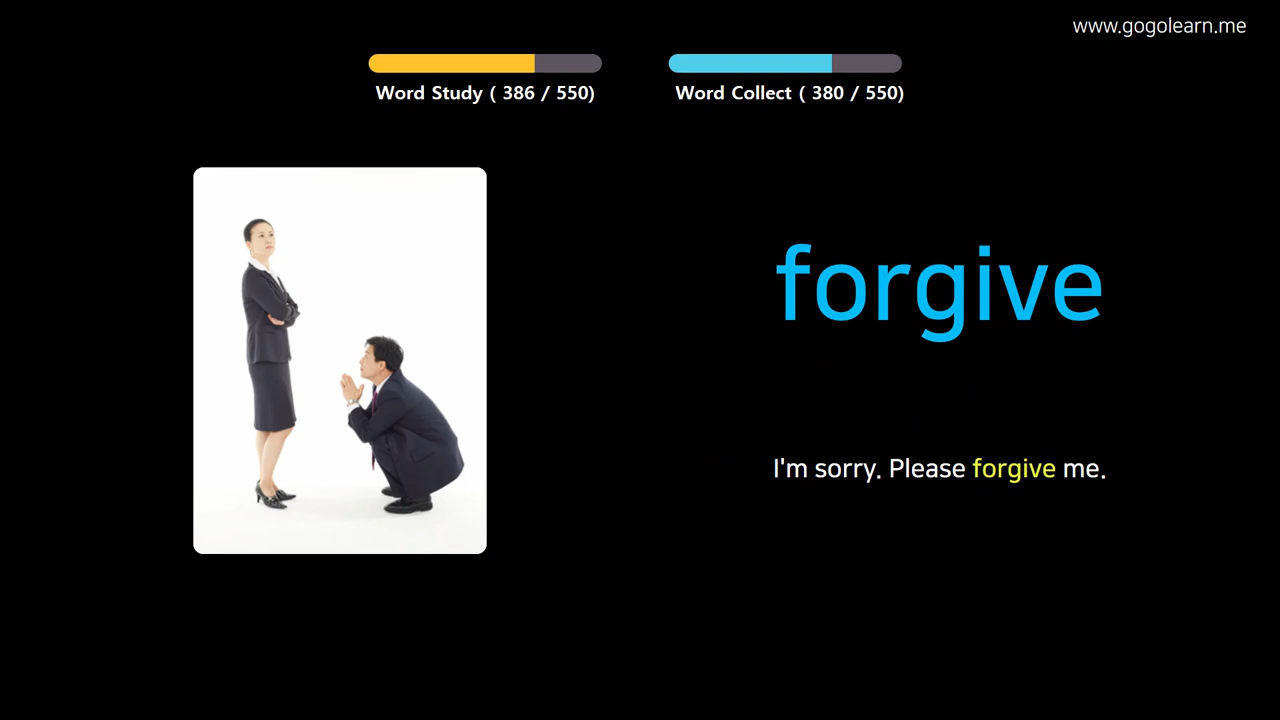 www.gogolearn.me
Word Study ( 386 / 550)
Word Collect ( 380 / 550)
forgive
I'm sorry. Please forgive me.